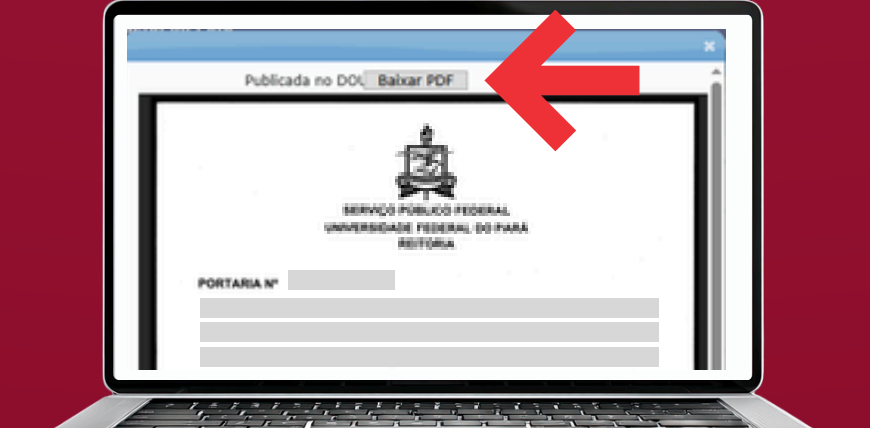 Publicada no DOU Baixar PDF
SERVIÇO PÚBLICO FEDERAL
UNIVERSIDADE FEDERAL DO PARÁ
REITORIA
PORTARIA Nº